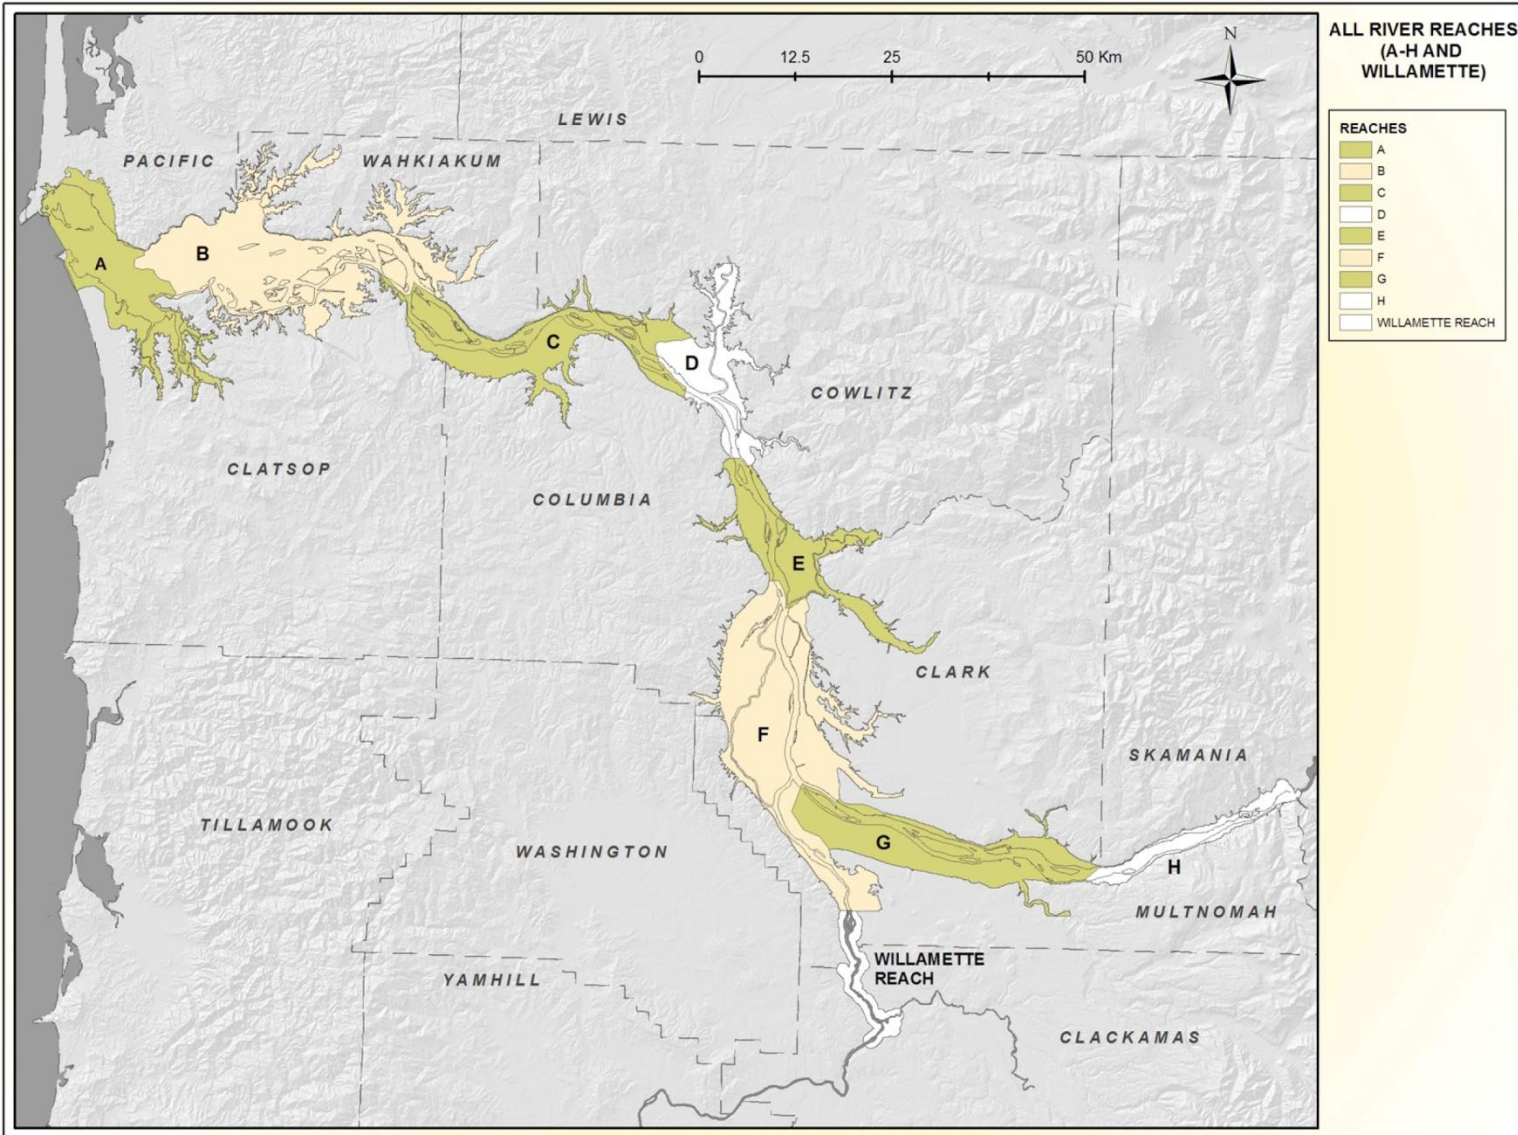 ALL RIVER REACHES
(A-H AND
WILLAMETTE)
REACHES
A
B
C
D
E
F
G
H
WILLAMETTE REACH
N
0 12.5 25 50 Km
LEWIS
PACIFIC
WAHKIAKUM
A
B
C
D
COWLITZ
CLATSOP
COLUMBIA
E
CLARK
F
SKAMANIA
TILLAMOOK
WASHINGTON
G
H
MULTNOMAH
WILLAMETTE
REACH
YAMHILL
CLACKAMAS